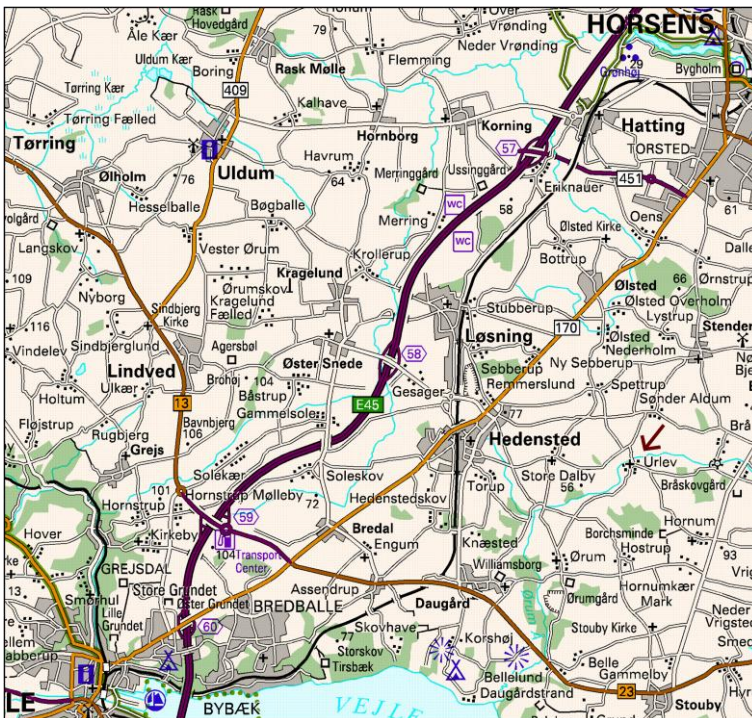 Rask
Hovedgård
Åle Kær
Uldum Kær
Boring
79
Rask Mølle
Flemming
Over
Vrønding
Neder Vrønding
HORSENS
29
Grønhøj
Bygholm
Tørring Kær
Tørring Fælled
409
Kalhave
Hornborg
Korning
Hatting
TORSTED
Tørring
Ølholm
76
Uldum
Havrum
64
Merringgård
Ussinggård
57
Eriknauer
451
Hesselballe
Bøgballe
Merring
WC
WC
58
Ølsted Kirke
Oens
61
Langskov
Vester Ørum
Krollerup
Bottrup
109
Nyborg
Ørumskov
Kragelund
Kragelund
Fælled
Ølsted
66
Ørnstrup
Ølsted Overholm
Lystrup
116
Sindbjerg
Kirke
Sindbjerglund
Vindelev
Agersbøl
Stubberup
Løsning
170
Ølsted
Nederholm
Lindved
Ulkær
Brohøj
104
Øster Snede
58
Båstrup
Gammelsole
Gesager
Sebberup
Remmerslund
Ny Sebberup
Spettrup
Holtum
13
E45
77
Sønder Aldum
Fløjstrup
Rugbjerg
Bavnbjerg
106
Grejs
Hedensted
Urlev
Solekær
Soleskov
Store Dalby
56
Bråskovgård
101
Hornstrup Mølleby
72
Hedenstedskov
Torup
Hornstrup
59
Hornum
Hover
Kirkeby
104
Transport
Center
Bredal
Engum
Knæsted
Borchsminde
Hostrup
93
13
GREJSDAL
Williamsborg
Ørum
Smørhul
Lille
Grundet
Store Grundet
Øster Grundet
BREDBALLE
Assendrup
Daugård
Ørumgård
Hornumkær
Mark
60
Skovhave
77
Storskov
Tirsbæk
Korshøj
Ørum Å
Stouby Kirke
Belle
Gammelby
Bellelund
Daugårdstrand
23
Stouby
BYBÆK
VEJLE